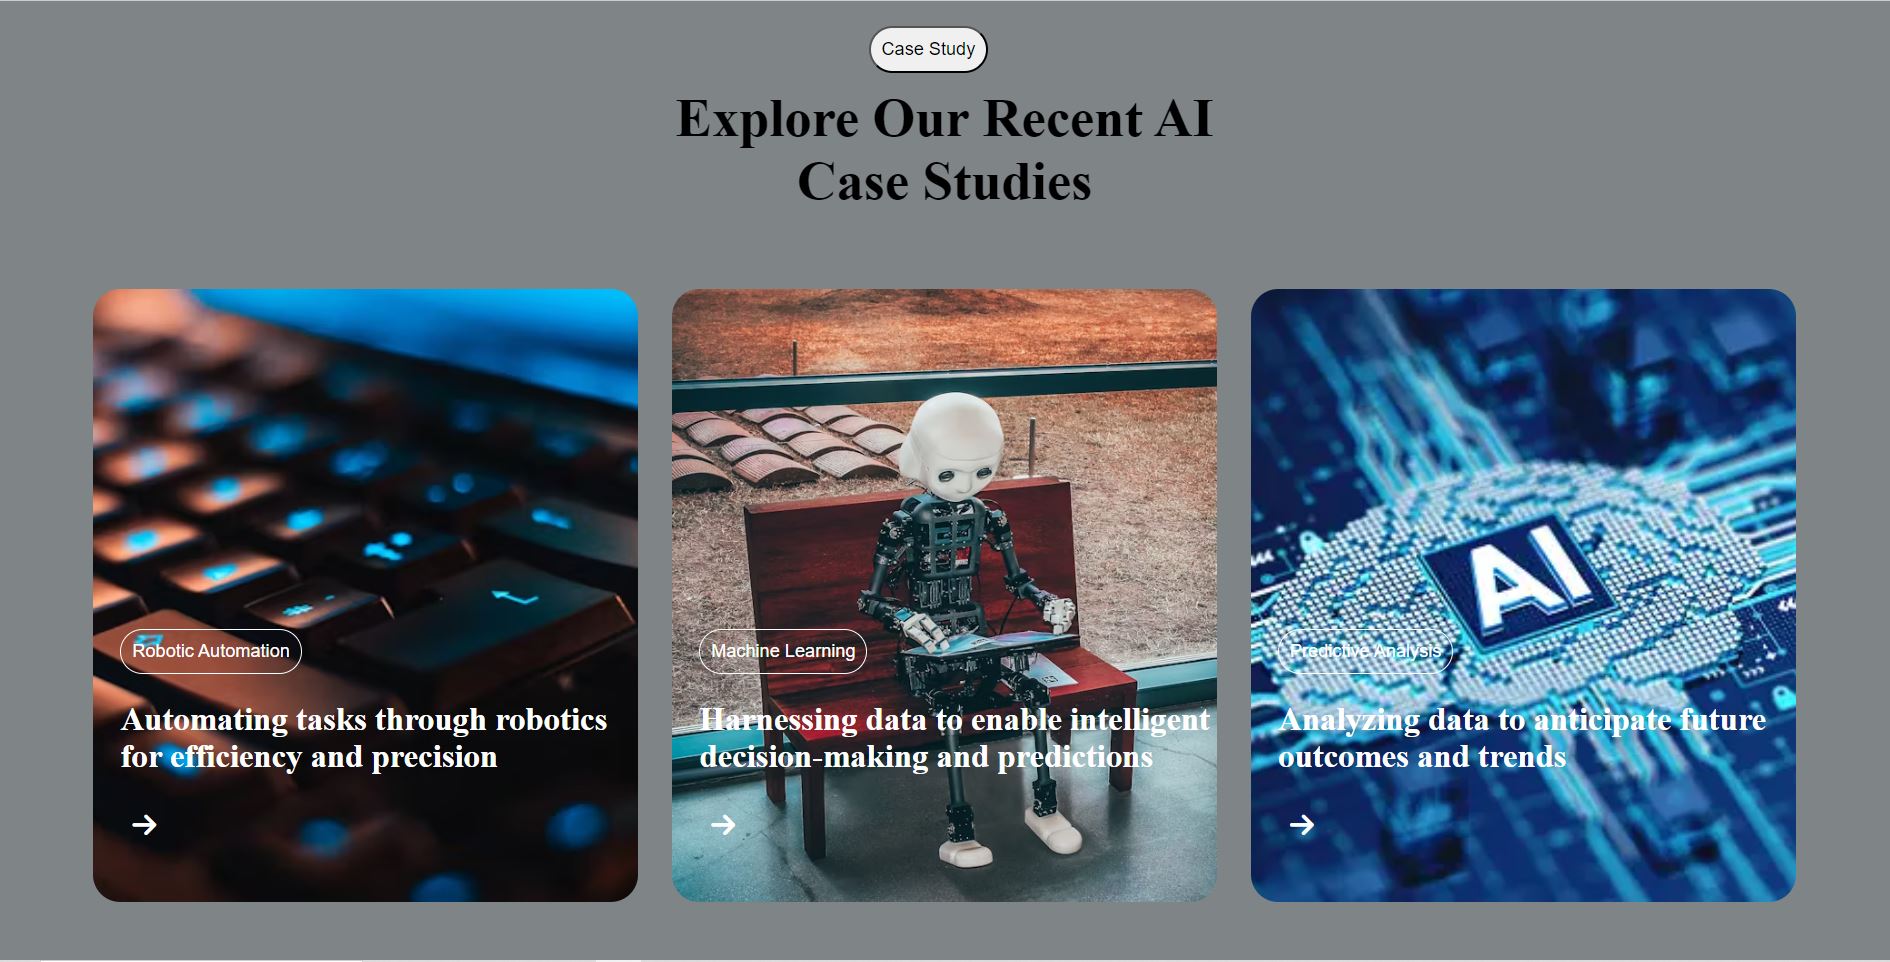 Case Study
Explore Our Recent AI
Case Studies
Robotic Automation
Automating tasks through robotics
for efficiency and precision
Machine Learning
Harnessing data to enable intelligent
decision-making and predictions
AI
Predictive Analysis
Analyzing data to anticipate future
outcomes and trends